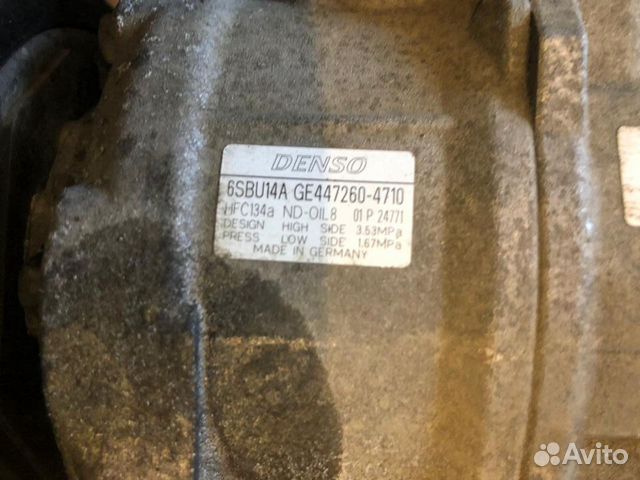 DENSO
6SBU14A GE447260-4710
HFC134a ND-OIL8 01 P 24771
DESIGN HIGH SIDE 3.53MPa
PRESS LOW SIDE 1.67MPa
MADE IN GERMANY
Avito